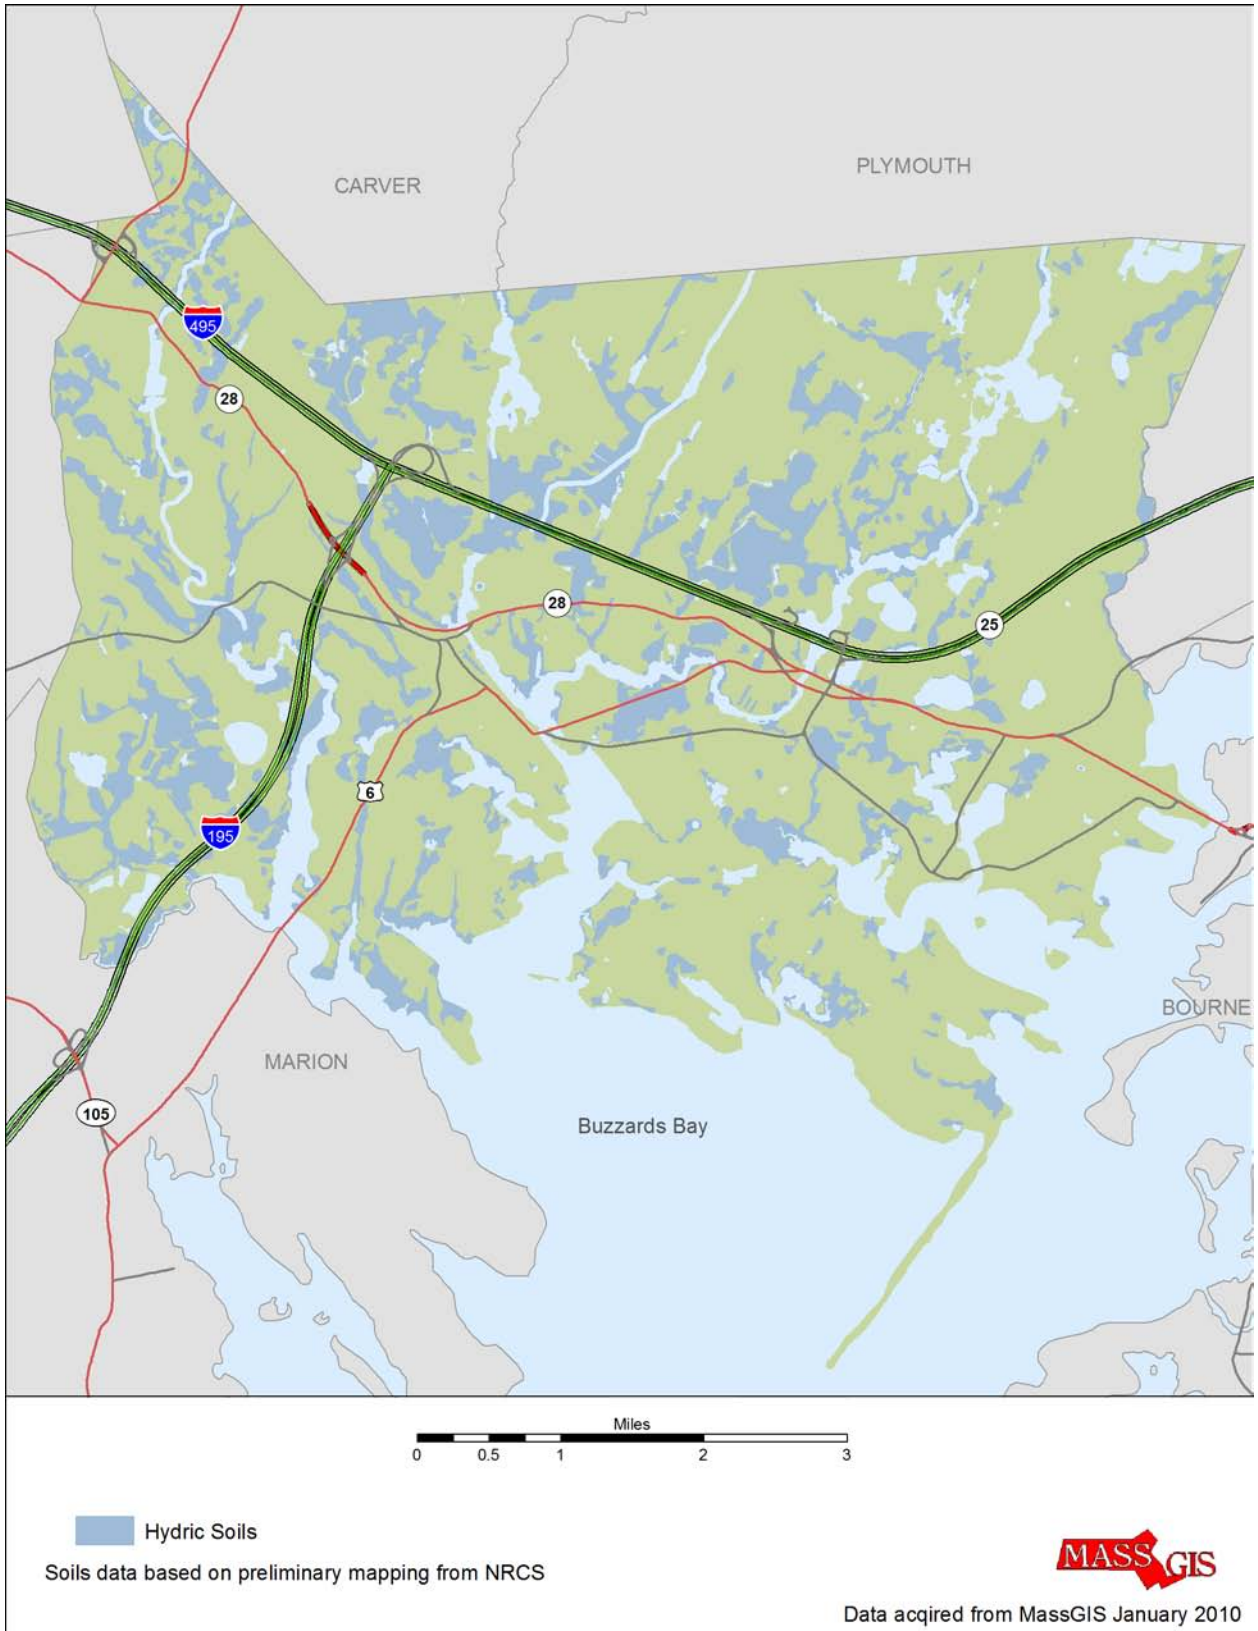 CARVER
PLYMOUTH
495
28
28
25
6
195
BOURNE
MARION
105
Buzzards Bay
Miles
0 0.5 1 2 3
Hydric Soils
Soils data based on preliminary mapping from NRCS
MASS GIS
Data acqired from MassGIS January 2010